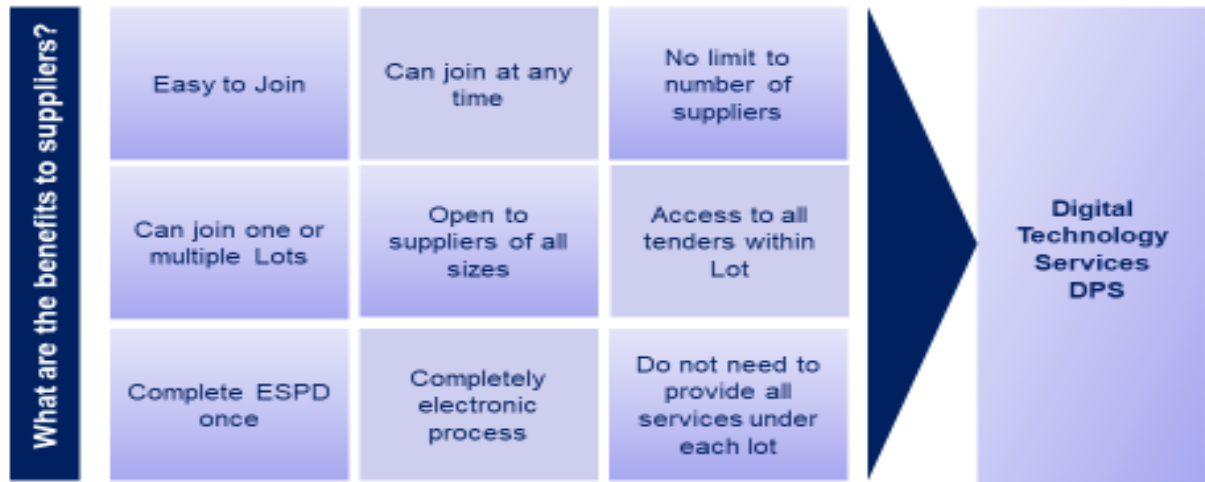 What are the benefits to suppliers?
Easy to Join
Can join at any
time
No limit to
number of
suppliers
Can join one or
multiple Lots
Open to
suppliers of all
sizes
Access to all
tenders within
Lot
Complete ESPD
once
Completely
electronic
process
Do not need to
provide all
services under
each lot
Digital
Technology
Services
DPS